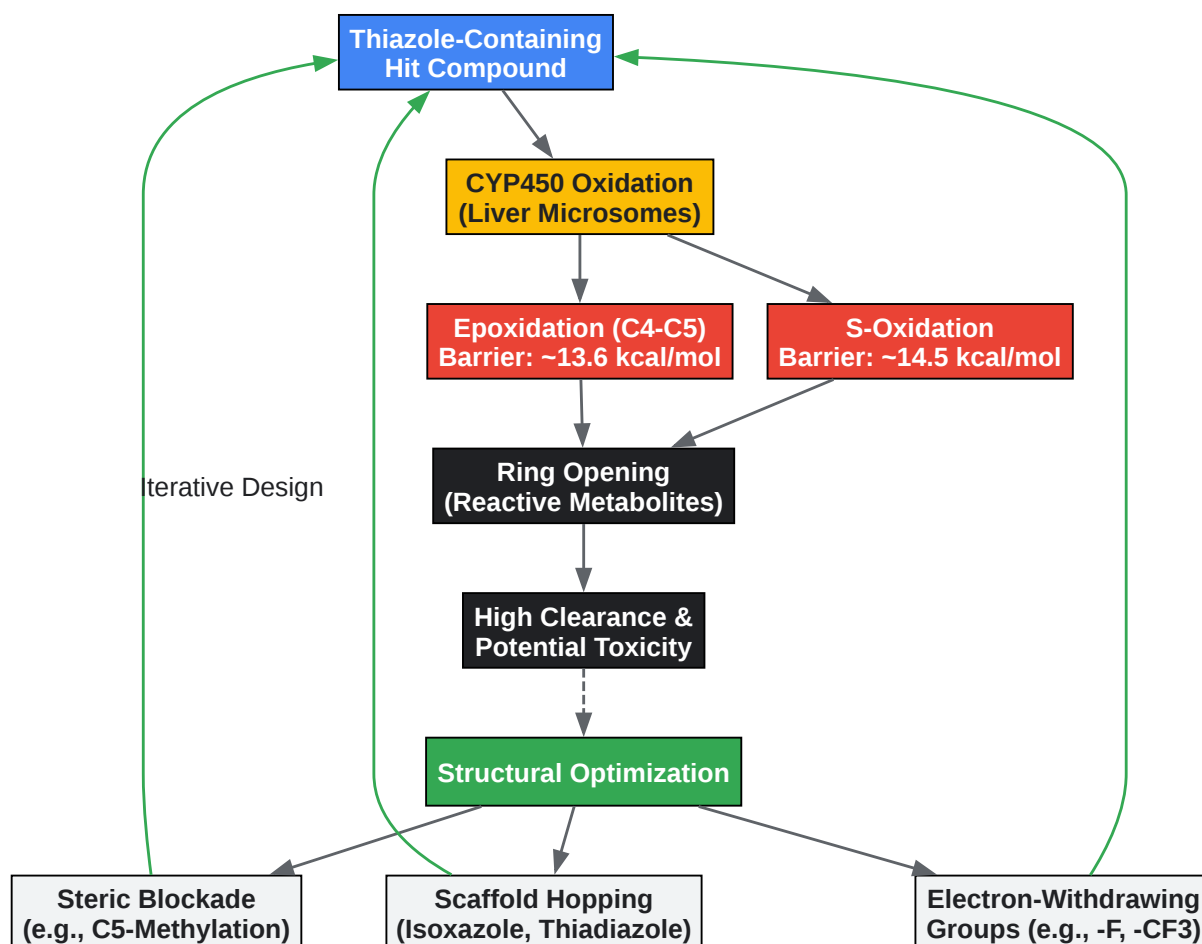 Thiazole-Containing
Hit Compound
CYP450 Oxidation
(Liver Microsomes)
Epoxidation (C4-C5)
Barrier: ~13.6 kcal/mol
S-Oxidation
Barrier: ~14.5 kcal/mol
Ring Opening
(Reactive Metabolites)
Iterative Design
High Clearance &
Potential Toxicity
Structural Optimization
Steric Blockade
(e.g., C5-Methylation)
Scaffold Hopping
(Isoxazole, Thiadiazole)
Electron-Withdrawing
Groups (e.g., -F, -CF3)